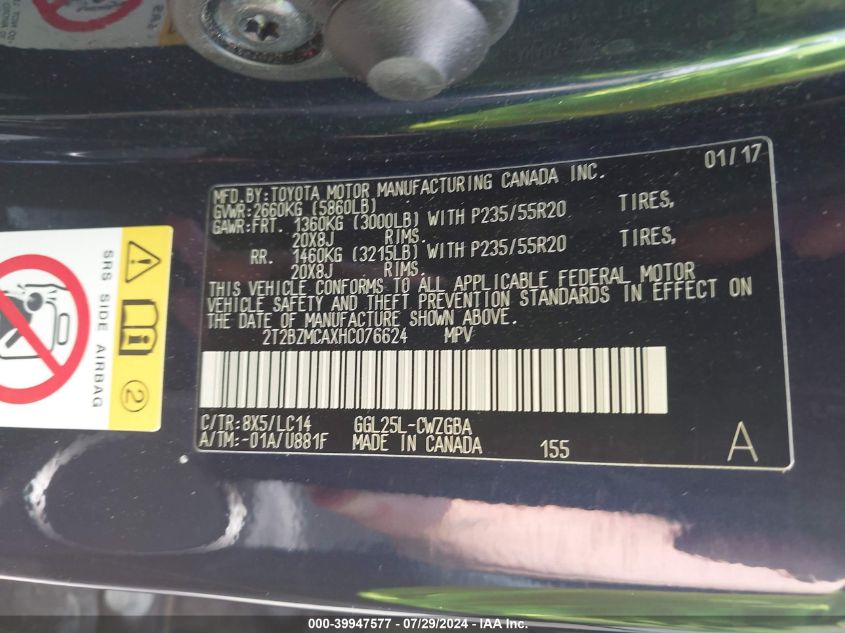 01/17
MFD.BY:TOYOTA MOTOR MANUFACTURING CANADA INC.
GVWR:2660KG (5860LB)
GAWR:FRT. 1360KG (3000LB) WITH P235/55R20 TIRES,
20X8J RIMS.
RR. 1460KG (3215LB) WITH P235/55R20 TIRES,
20X8J RIMS.
THIS VEHICLE CONFORMS TO ALL APPLICABLE FEDERAL MOTOR
VEHICLE SAFETY AND THEFT PREVENTION STANDARDS IN EFFECT ON
THE DATE OF MANUFACTURE SHOWN ABOVE.
2T2BZMCAXHC076624 MPV
C/TR:8X5/LC14 GGL25L-CWZGBA
A/TM:-01A/U881F MADE IN CANADA 155 A
SRS SIDE AIRBAG
2
000-39947577 - 07/29/2024 - IAA Inc.